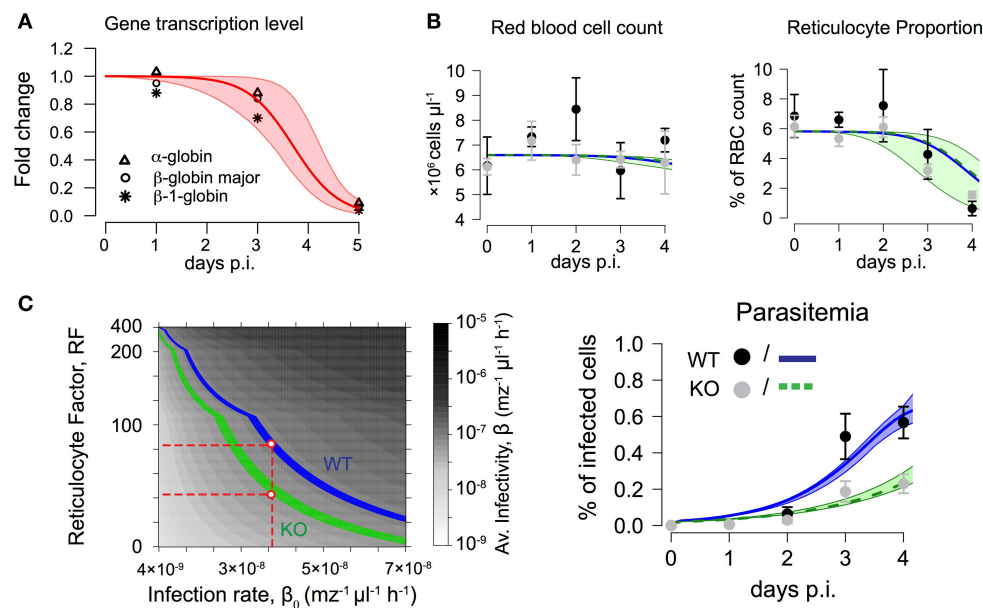 A
Gene transcription level
Fold change
1.2
1.0
0.8
0.6
0.4
0.2
0.0
α-globin
β-globin major
β-1-globin
0 1 2 3 4 5
days p.i.
B
Red blood cell count
×10⁶ cells µl⁻¹
10
9
8
7
6
5
4
0 1 2 3 4
days p.i.
Reticulocyte Proportion
% of RBC count
10
8
6
4
2
0
0 1 2 3 4
days p.i.
C
Reticulocyte Factor, RF
400
200
100
0
WT
KO
4×10⁻⁹ 3×10⁻⁸ 5×10⁻⁸ 7×10⁻⁸
Infection rate, β₀ (mz⁻¹ µl⁻¹ h⁻¹)
10⁻⁵
10⁻⁶
10⁻⁷
10⁻⁸
10⁻⁹
Av. Infectivity, β (mz⁻¹ µl⁻¹ h⁻¹)
Parasitemia
% of infected cells
1.0
0.8
0.6
0.4
0.2
0.0
WT /
KO /
0 1 2 3 4
days p.i.